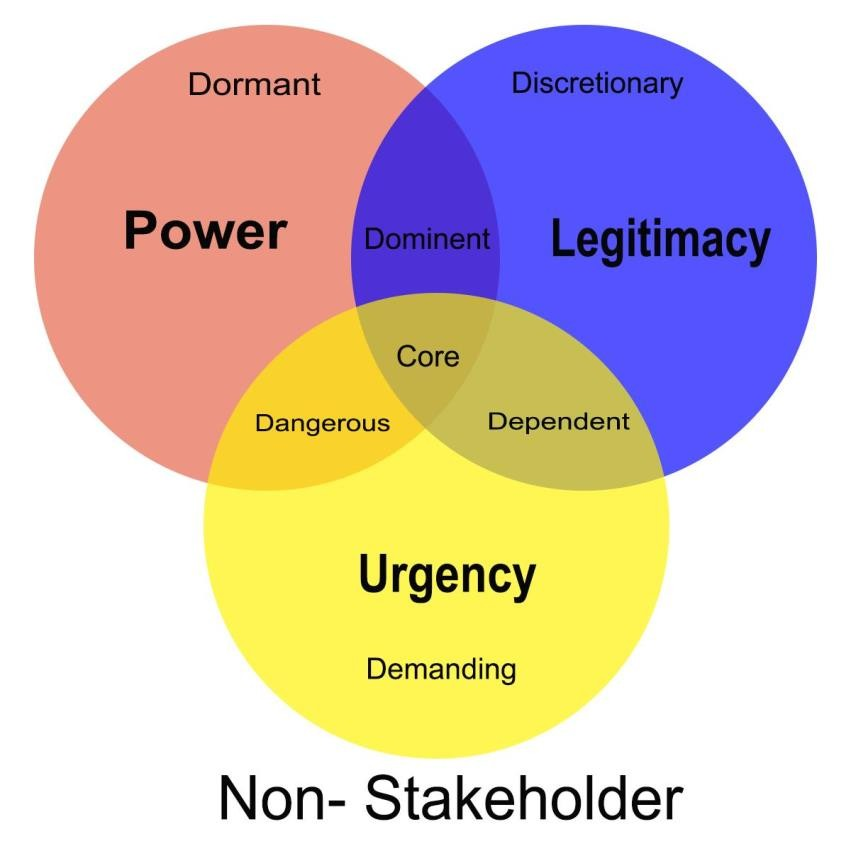 Dormant
Discretionary
Power
Legitimacy
Dominent
Core
Dangerous
Dependent
Urgency
Demanding
Non- Stakeholder